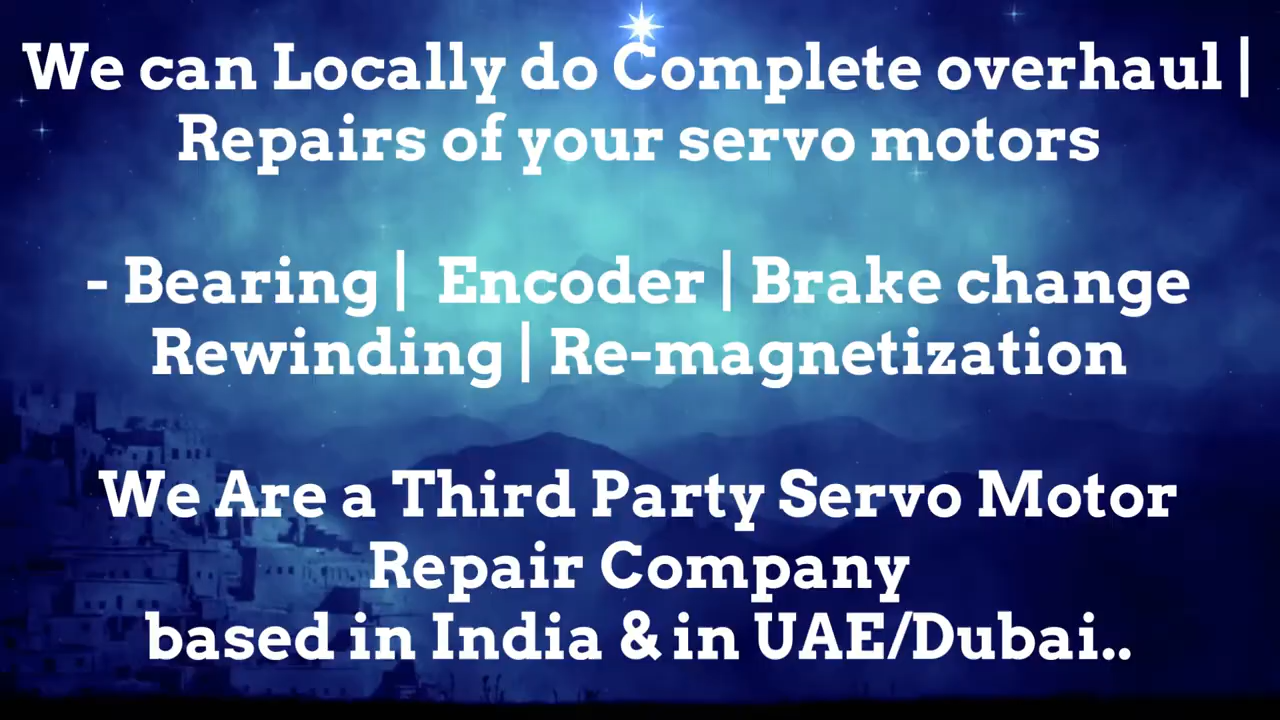 We can Locally do Complete overhaul |
Repairs of your servo motors
- Bearing | Encoder | Brake change
Rewinding | Re-magnetization
We Are a Third Party Servo Motor
Repair Company
based in India & in UAE/Dubai..